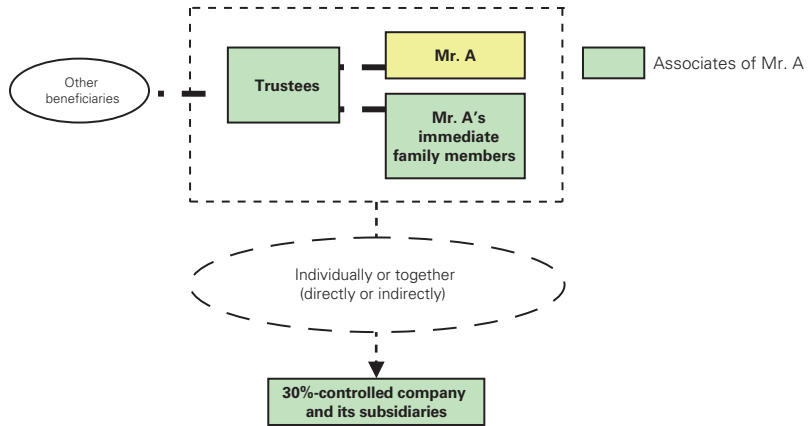 Other
beneficiaries
Trustees
Mr. A
Mr. A's
immediate
family members
Associates of Mr. A
Individually or together
(directly or indirectly)
30%-controlled company
and its subsidiaries